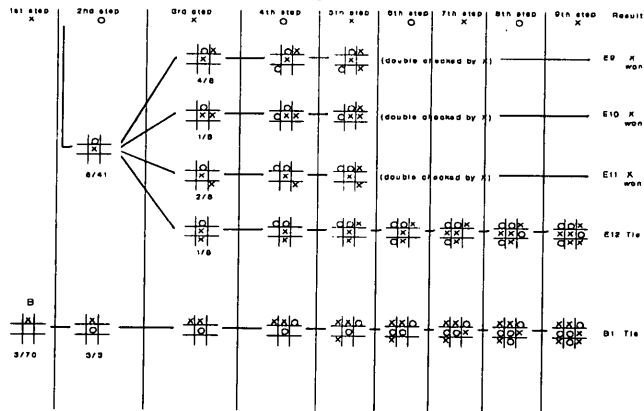 1st step 2nd step 3rd step 4th step 5th step 6th step 7th step 8th step 9th step Result
X O X O X O X O X
4/8
(double checked by X)
E9 X won
1/8
(double checked by X)
E10 X won
6/41
2/8
(double checked by X)
E11 X won
1/8
E12 Tie
B
3/70
3/3
B1 Tie